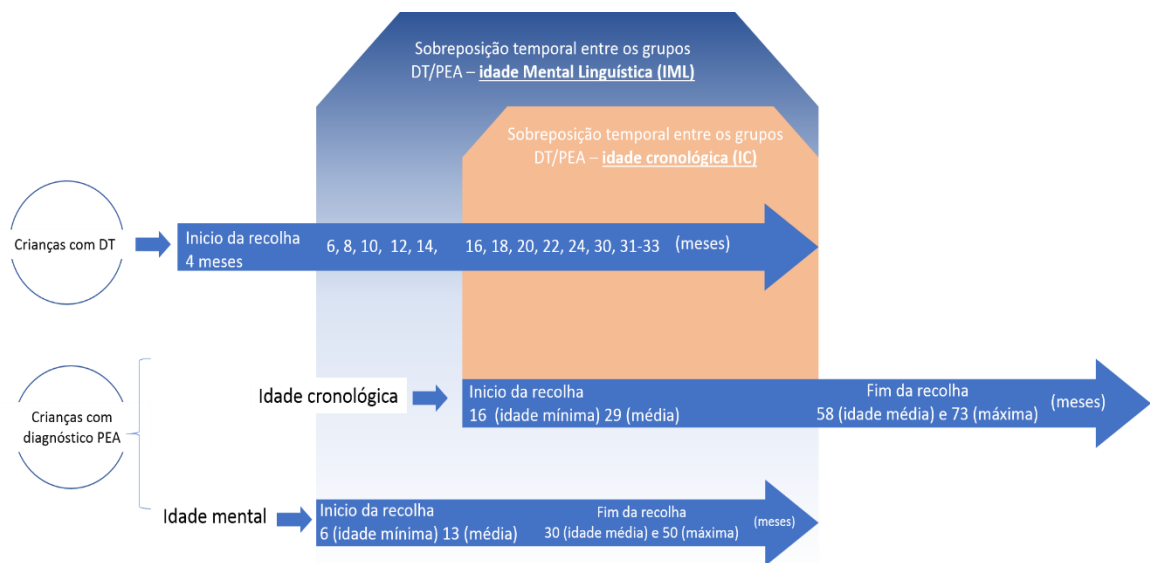 Sobreposição temporal entre os grupos
DT/PEA – idade Mental Linguística (IML)
Sobreposição temporal entre os grupos
DT/PEA – idade cronológica (IC)
Crianças com DT
Inicio da recolha
4 meses
6, 8, 10, 12, 14, 16, 18, 20, 22, 24, 30, 31-33 (meses)
Crianças com
diagnóstico PEA
Idade cronológica
Inicio da recolha
16 (idade mínima) 29 (média)
Fim da recolha
58 (idade média) e 73 (máxima)
(meses)
Idade mental
Inicio da recolha
6 (idade mínima) 13 (média)
Fim da recolha
30 (idade média) e 50 (máxima)
(meses)